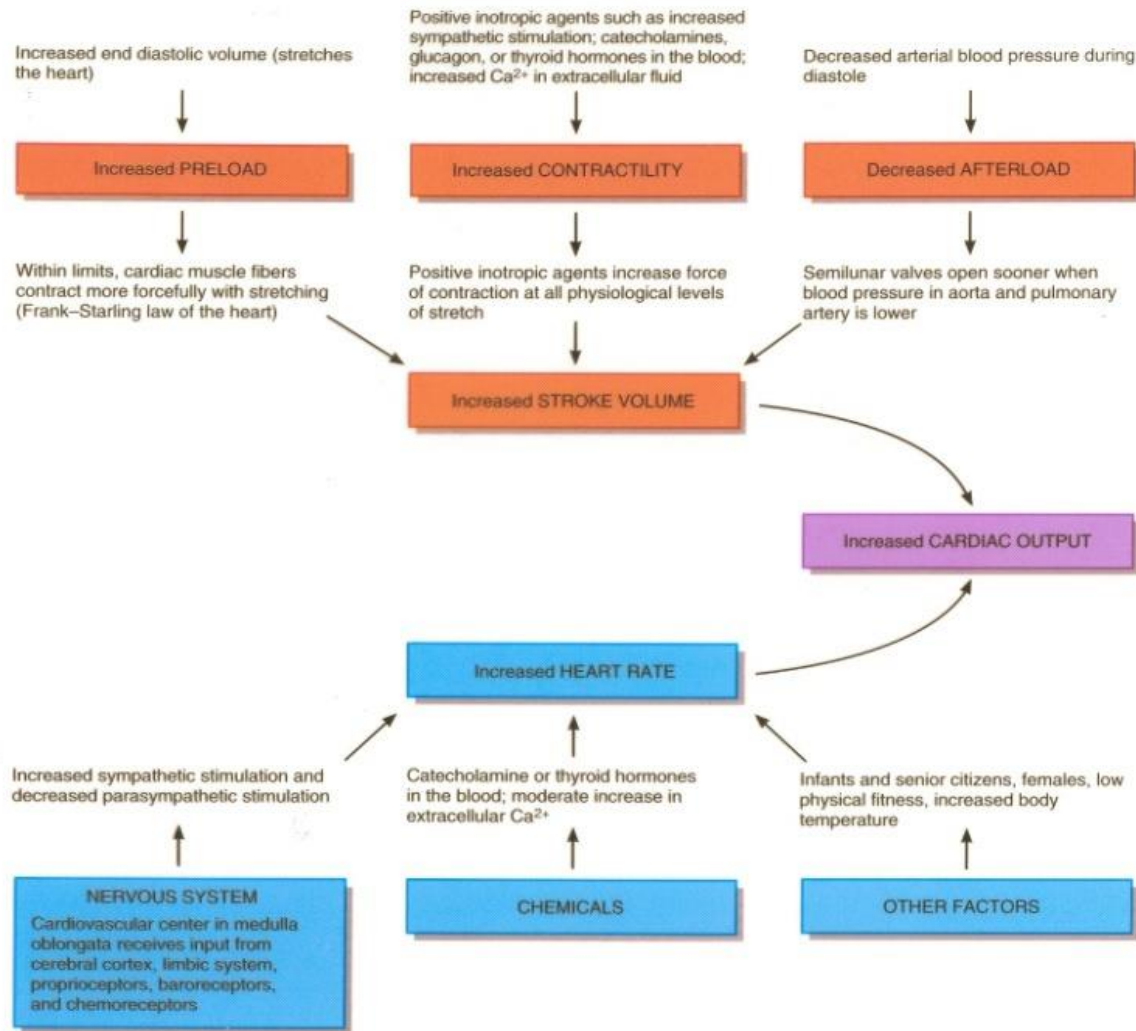 Increased end diastolic volume (stretches
the heart)
Positive inotropic agents such as increased
sympathetic stimulation; catecholamines,
glucagon, or thyroid hormones in the blood;
increased Ca²⁺ in extracellular fluid
Decreased arterial blood pressure during
diastole
Increased PRELOAD
Increased CONTRACTILITY
Decreased AFTERLOAD
Within limits, cardiac muscle fibers
contract more forcefully with stretching
(Frank–Starling law of the heart)
Positive inotropic agents increase force
of contraction at all physiological levels
of stretch
Semilunar valves open sooner when
blood pressure in aorta and pulmonary
artery is lower
Increased STROKE VOLUME
Increased CARDIAC OUTPUT
Increased HEART RATE
Increased sympathetic stimulation and
decreased parasympathetic stimulation
Catecholamine or thyroid hormones
in the blood; moderate increase in
extracellular Ca²⁺
Infants and senior citizens, females, low
physical fitness, increased body
temperature
NERVOUS SYSTEM
Cardiovascular center in medulla
oblongata receives input from
cerebral cortex, limbic system,
proprioceptors, baroreceptors,
and chemoreceptors
CHEMICALS
OTHER FACTORS